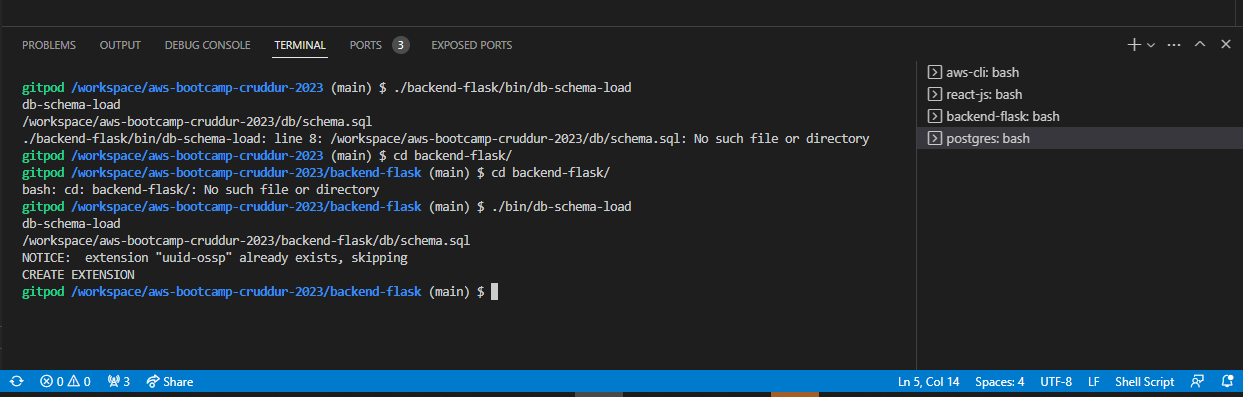 PROBLEMS OUTPUT DEBUG CONSOLE TERMINAL PORTS 3 EXPOSED PORTS
gitpod /workspace/aws-bootcamp-cruddur-2023 (main) $ ./backend-flask/bin/db-schema-load
db-schema-load
/workspace/aws-bootcamp-cruddur-2023/db/schema.sql
./backend-flask/bin/db-schema-load: line 8: /workspace/aws-bootcamp-cruddur-2023/db/schema.sql: No such file or directory
gitpod /workspace/aws-bootcamp-cruddur-2023 (main) $ cd backend-flask/
gitpod /workspace/aws-bootcamp-cruddur-2023/backend-flask (main) $ cd backend-flask/
bash: cd: backend-flask/: No such file or directory
gitpod /workspace/aws-bootcamp-cruddur-2023/backend-flask (main) $ ./bin/db-schema-load
db-schema-load
/workspace/aws-bootcamp-cruddur-2023/backend-flask/db/schema.sql
NOTICE:  extension "uuid-ossp" already exists, skipping
CREATE EXTENSION
gitpod /workspace/aws-bootcamp-cruddur-2023/backend-flask (main) $
aws-cli: bash
react-js: bash
backend-flask: bash
postgres: bash
0 0 3 Share Ln 5, Col 14 Spaces: 4 UTF-8 LF Shell Script